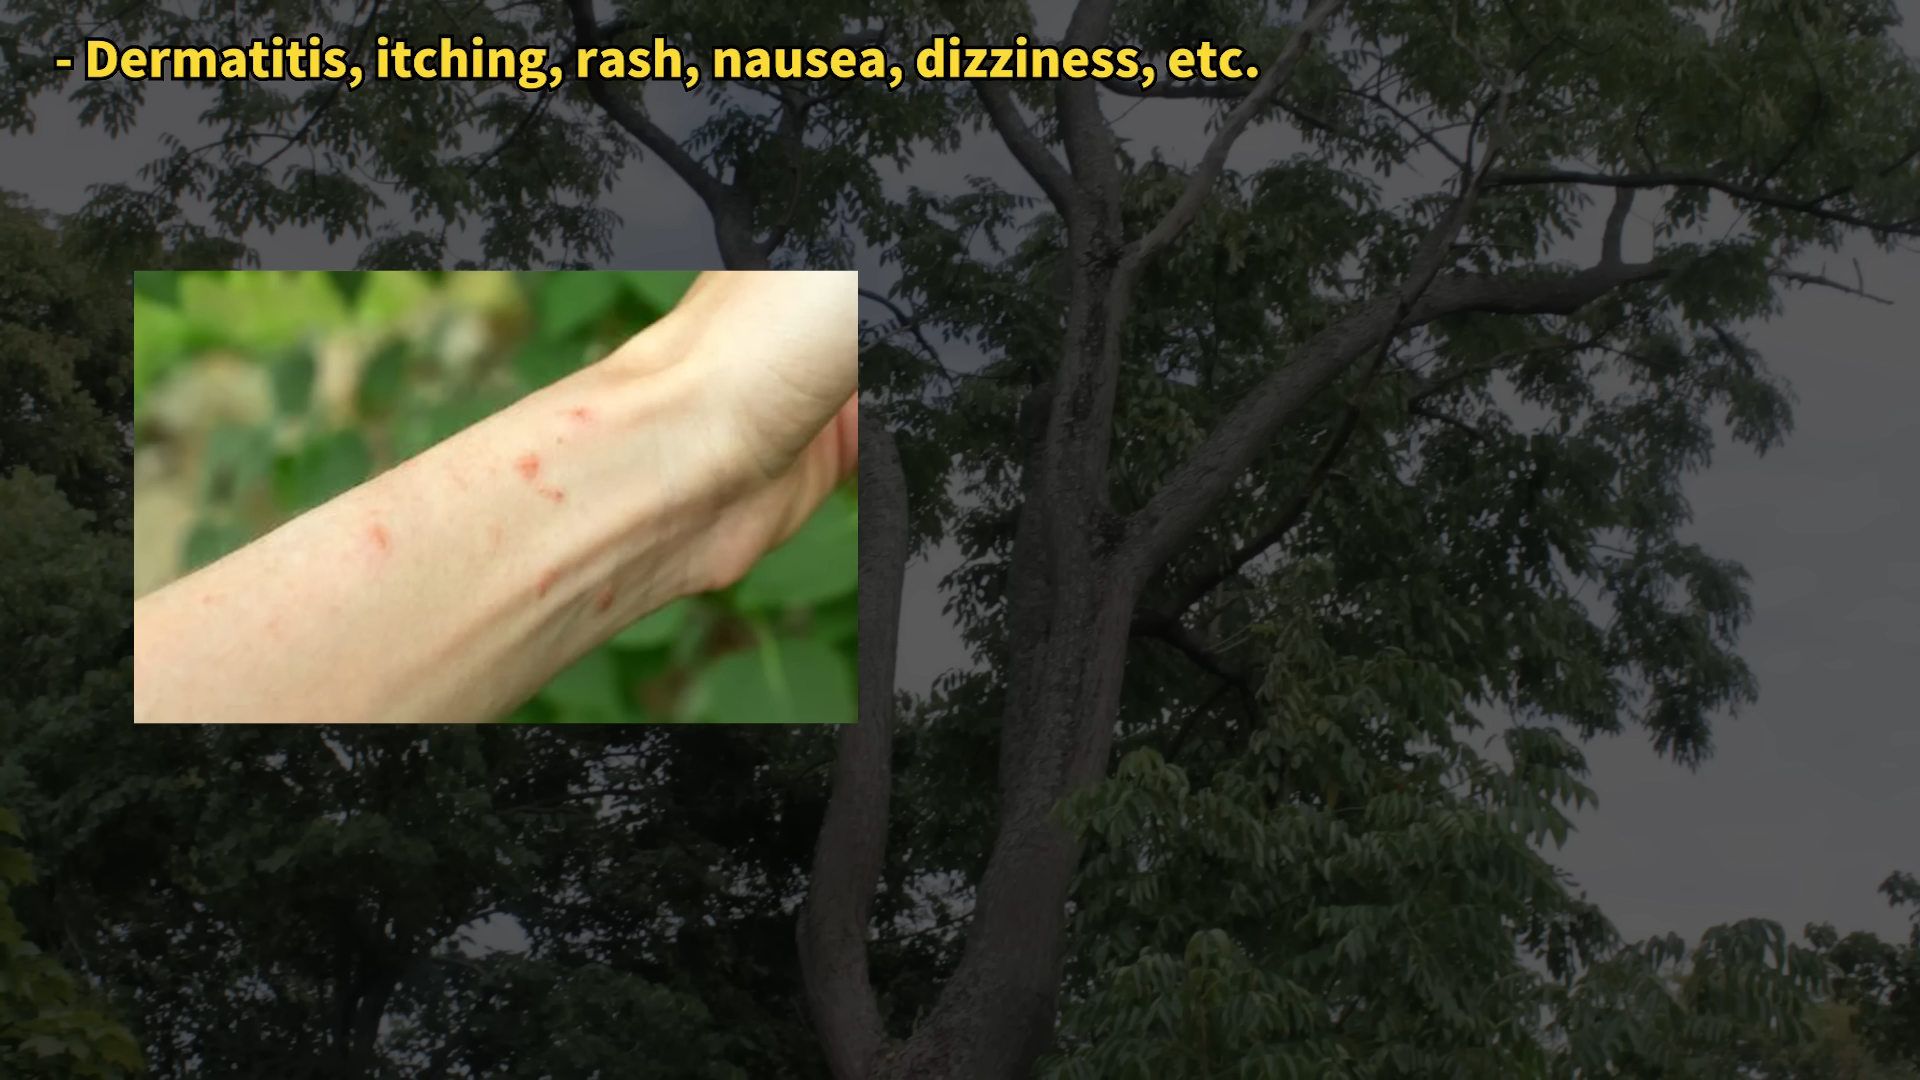 - Dermatitis, itching, rash, nausea, dizziness, etc.